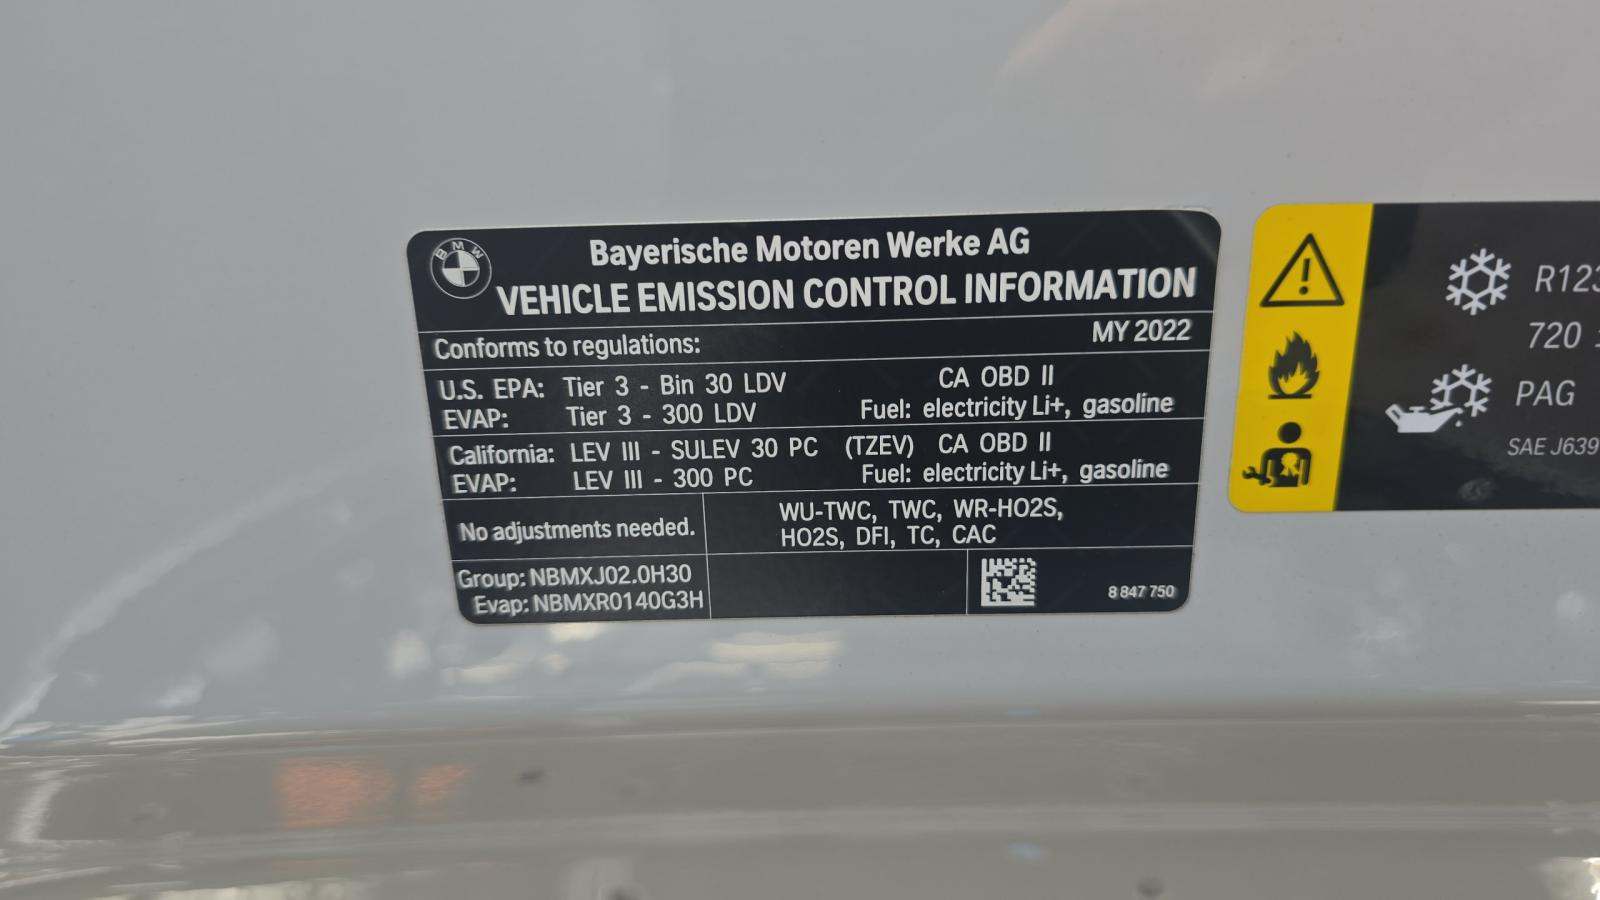 BMW
Bayerische Motoren Werke AG
VEHICLE EMISSION CONTROL INFORMATION
Conforms to regulations: MY 2022
U.S. EPA: Tier 3 - Bin 30 LDV CA OBD II
EVAP: Tier 3 - 300 LDV Fuel: electricity Li+, gasoline
California: LEV III - SULEV 30 PC (TZEV) CA OBD II
EVAP: LEV III - 300 PC Fuel: electricity Li+, gasoline
No adjustments needed. WU-TWC, TWC, WR-HO2S,
HO2S, DFI, TC, CAC
Group: NBMXJ02.0H30
Evap: NBMXR0140G3H
8 847 750
720
PAG
SAE J639